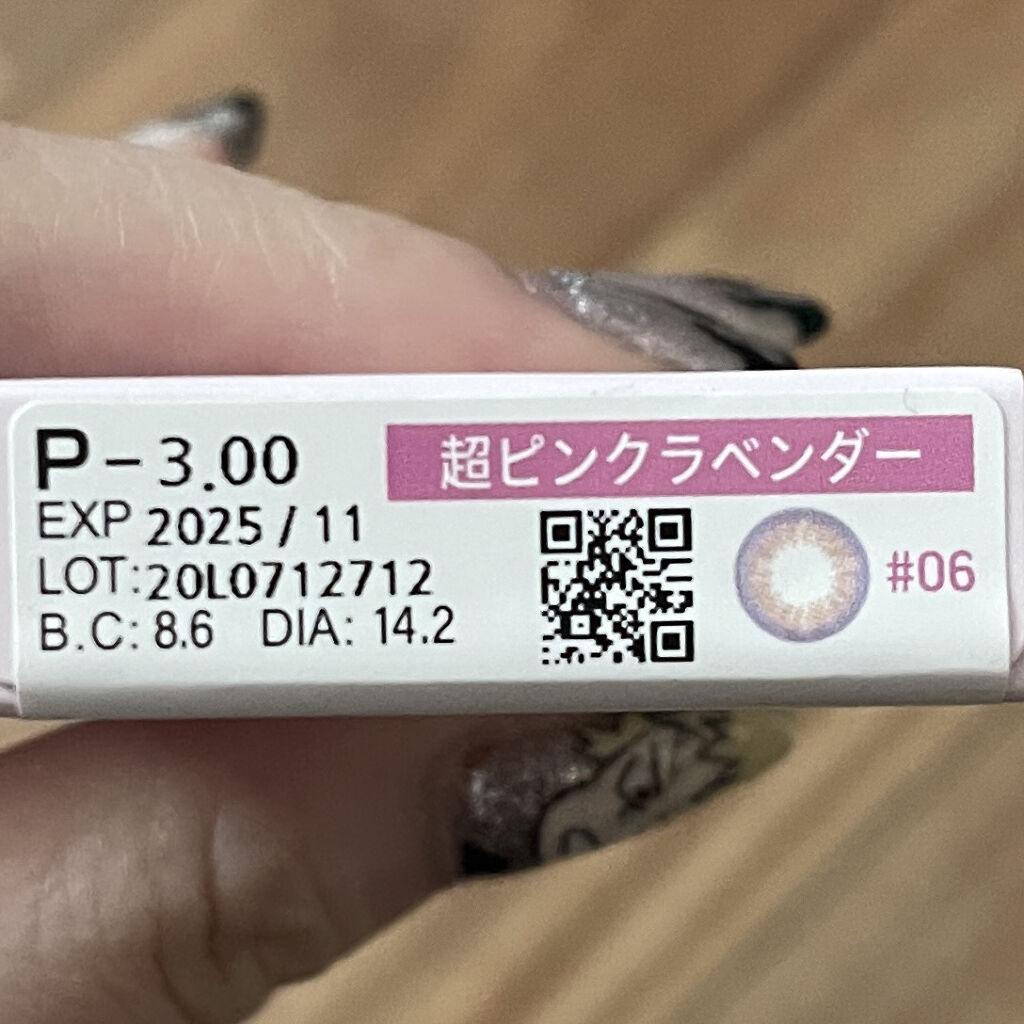 P-3.00
超ピンクラベンダー
EXP 2025/11
LOT:20L0712712
B.C: 8.6 DIA: 14.2
#06